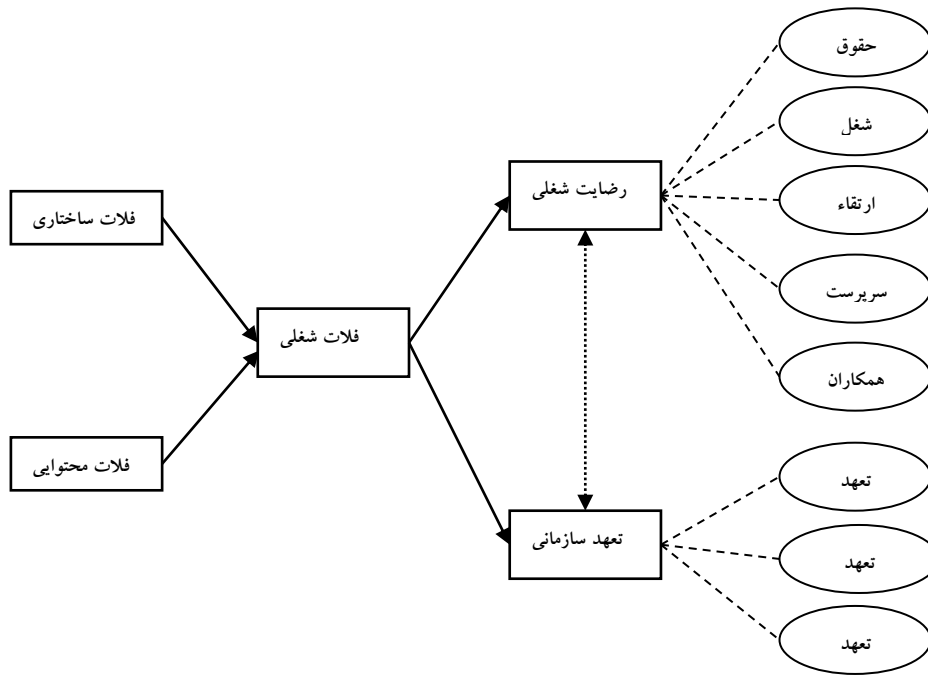 حقوق
شغل
ارتقاء
سرپرست
همکاران
رضایت شغلی
فلات ساختاری
فلات شغلی
فلات محتوایی
تعهد سازمانی
تعهد
تعهد
تعهد